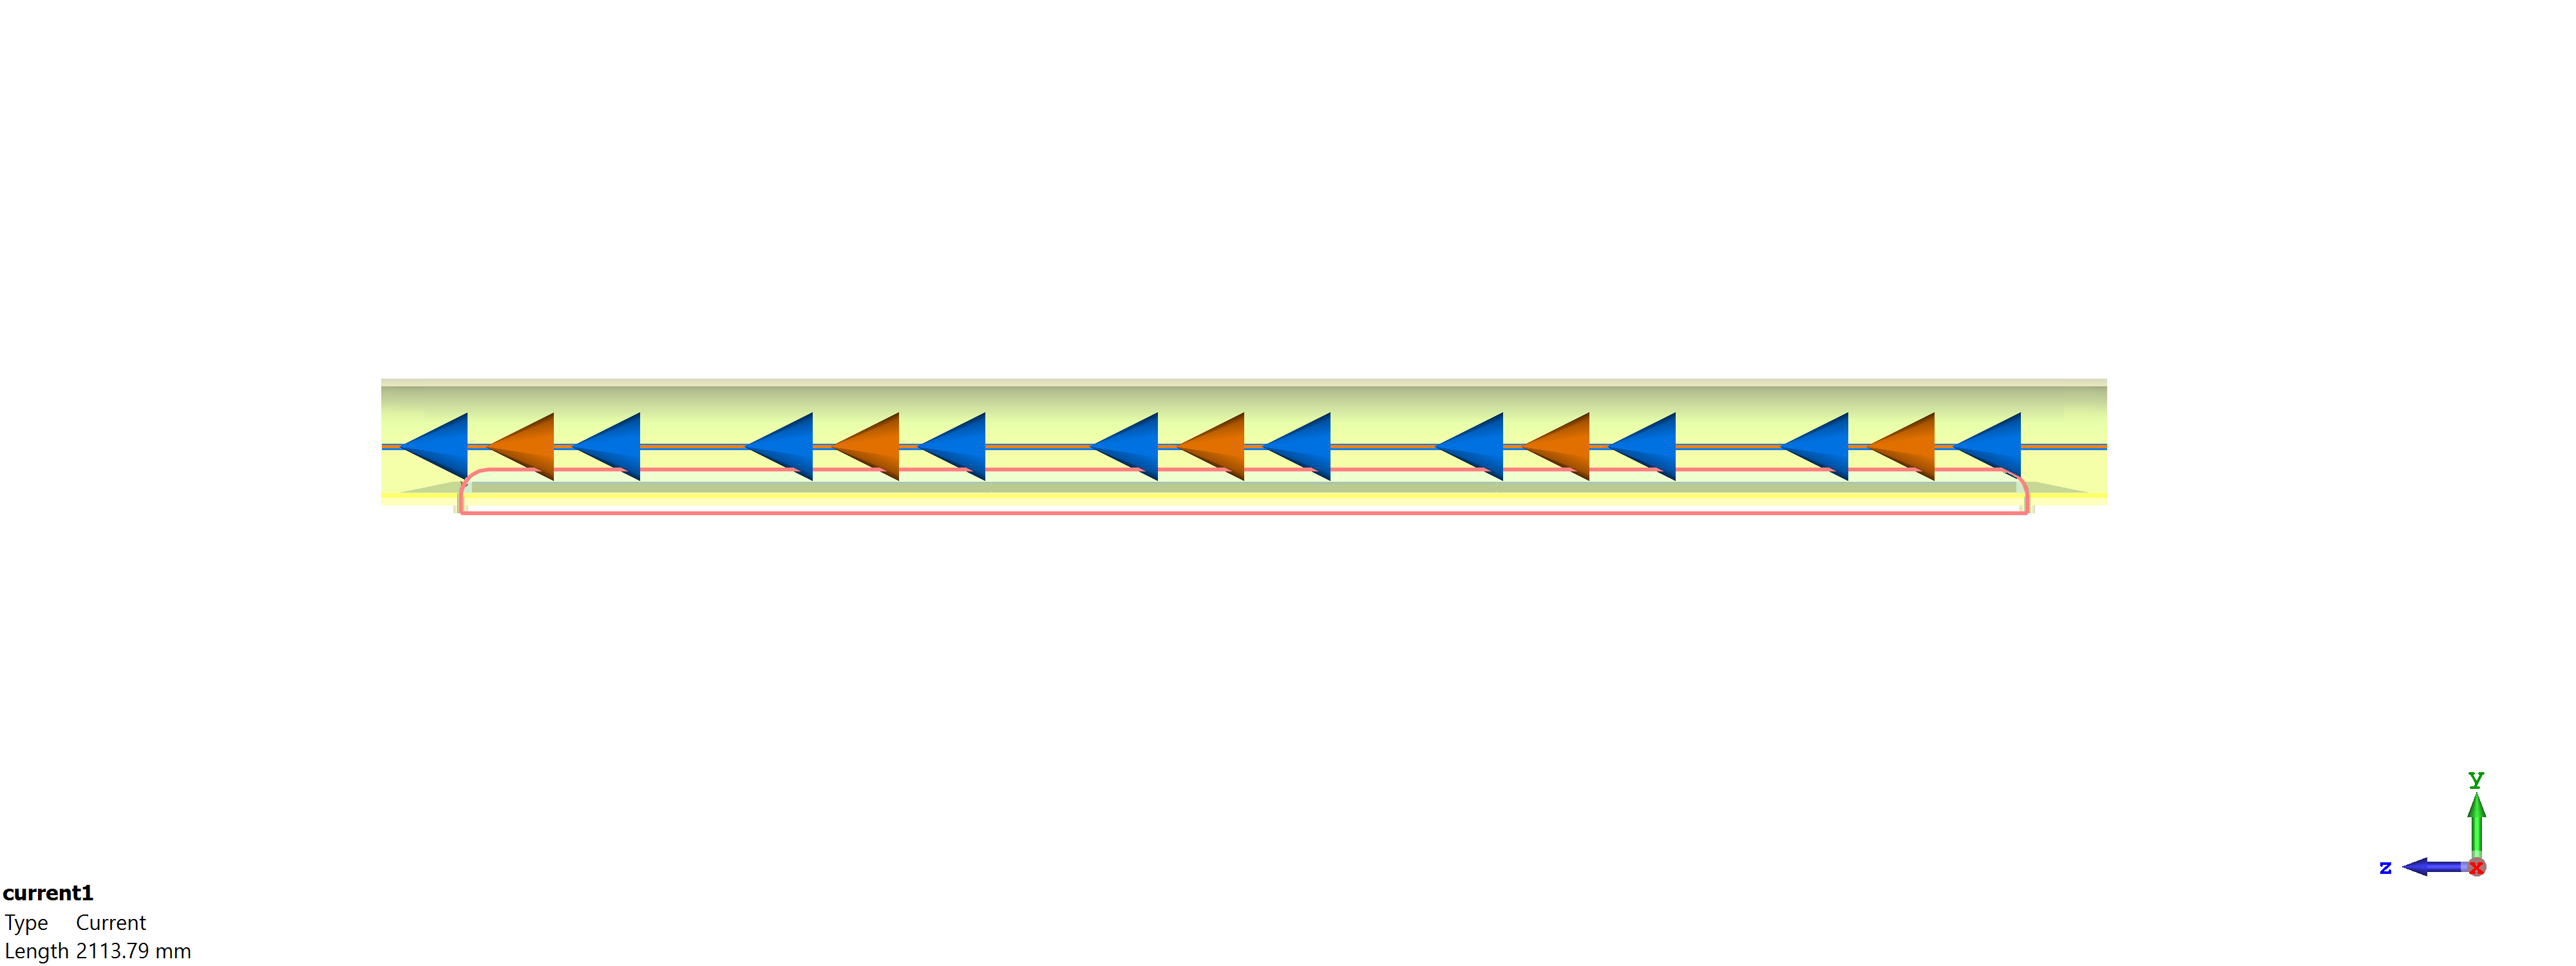 y
z
x
current1
Type Current
Length 2113.79 mm